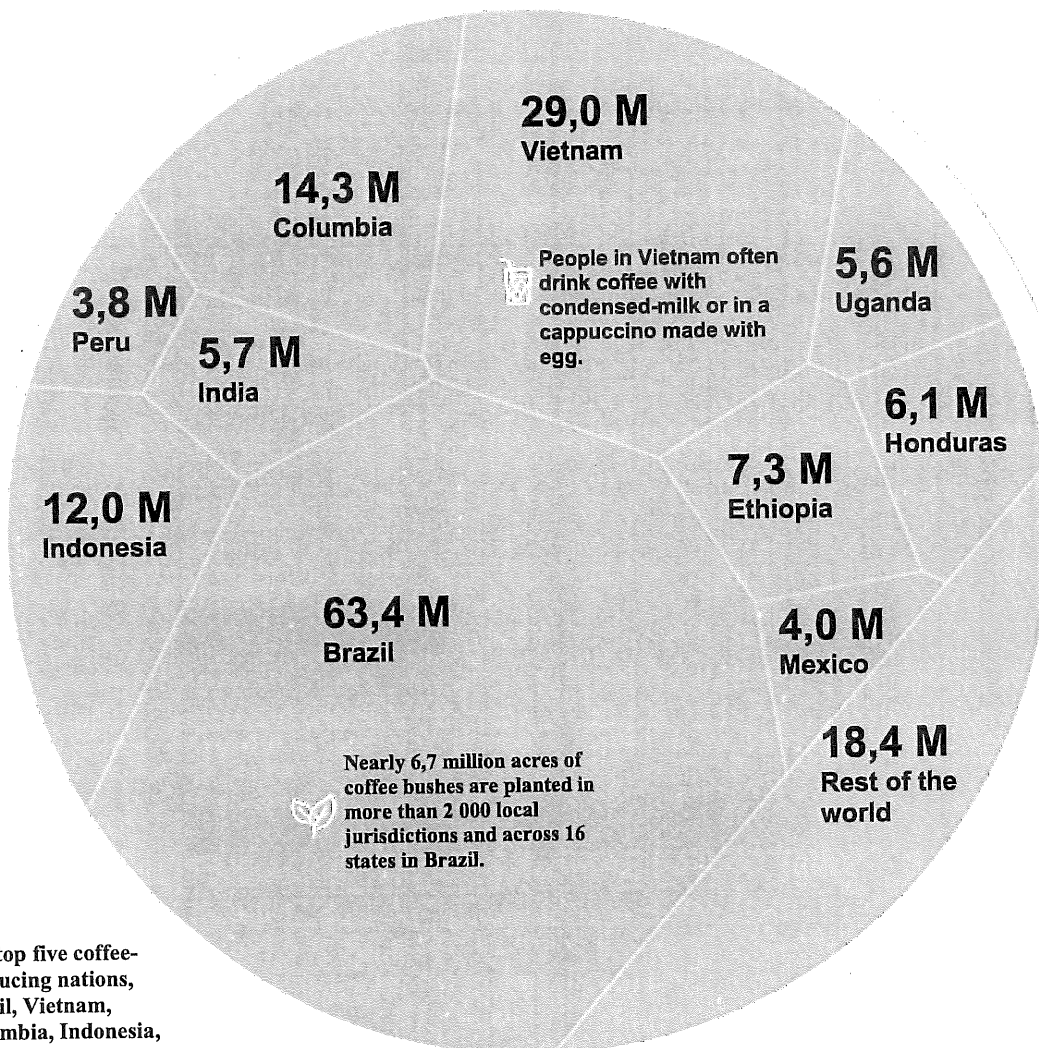 29,0 M
Vietnam
14,3 M
Columbia
People in Vietnam often
drink coffee with
condensed-milk or in a
cappuccino made with
egg.
5,6 M
Uganda
3,8 M
Peru
5,7 M
India
6,1 M
Honduras
7,3 M
Ethiopia
12,0 M
Indonesia
63,4 M
Brazil
4,0 M
Mexico
18,4 M
Rest of the
world
Nearly 6,7 million acres of
coffee bushes are planted in
more than 2 000 local
jurisdictions and across 16
states in Brazil.
top five coffee-
nations,
Vietnam,
Indonesia,